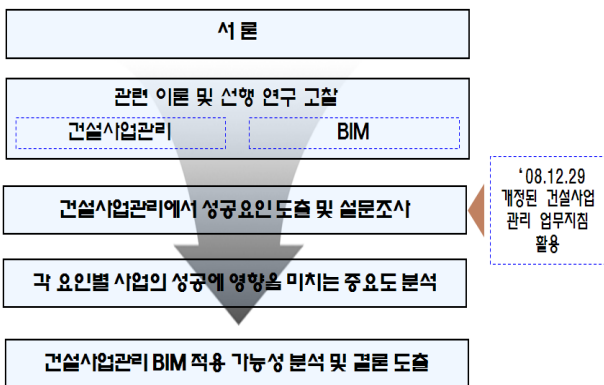 서 론
관련 이론 및 선행 연구 고찰
건설사업관리
BIM
건설사업관리에서 성공요인 도출 및 설문조사
‘08.12.29
개정된 건설사업
관리 업무지침
활용
각 요인별 사업의 성공에 영향을 미치는 중요도 분석
건설사업관리 BIM 적용 가능성 분석 및 결론 도출